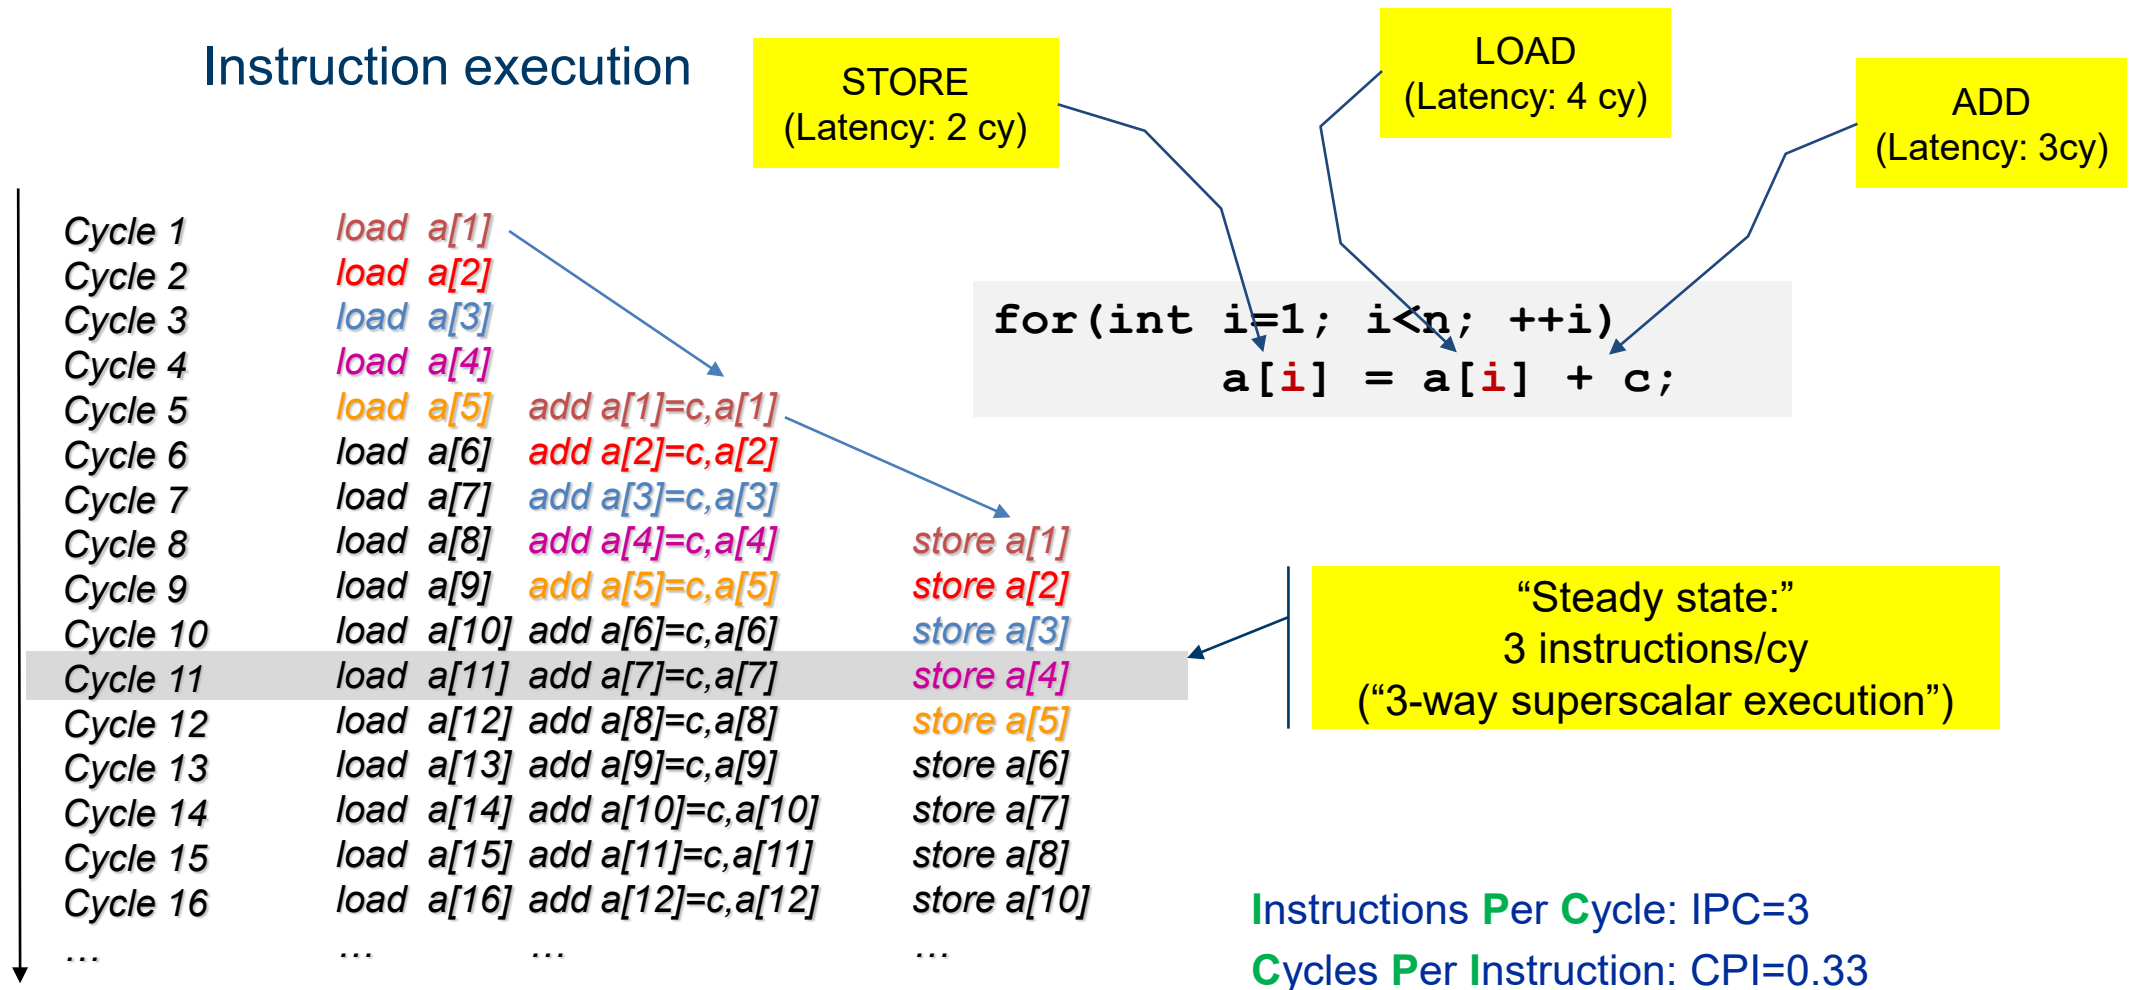 Instruction execution
STORE
(Latency: 2 cy)
LOAD
(Latency: 4 cy)
ADD
(Latency: 3cy)
for(int i=1; i<n; ++i)
a[i] = a[i] + c;
Cycle 1 load a[1]
Cycle 2 load a[2]
Cycle 3 load a[3]
Cycle 4 load a[4]
Cycle 5 load a[5] add a[1]=c,a[1]
Cycle 6 load a[6] add a[2]=c,a[2]
Cycle 7 load a[7] add a[3]=c,a[3]
Cycle 8 load a[8] add a[4]=c,a[4] store a[1]
Cycle 9 load a[9] add a[5]=c,a[5] store a[2]
Cycle 10 load a[10] add a[6]=c,a[6] store a[3]
Cycle 11 load a[11] add a[7]=c,a[7] store a[4]
Cycle 12 load a[12] add a[8]=c,a[8] store a[5]
Cycle 13 load a[13] add a[9]=c,a[9] store a[6]
Cycle 14 load a[14] add a[10]=c,a[10] store a[7]
Cycle 15 load a[15] add a[11]=c,a[11] store a[8]
Cycle 16 load a[16] add a[12]=c,a[12] store a[10]
… … … …
“Steady state:”
3 instructions/cy
(“3-way superscalar execution”)
Instructions Per Cycle: IPC=3
Cycles Per Instruction: CPI=0.33